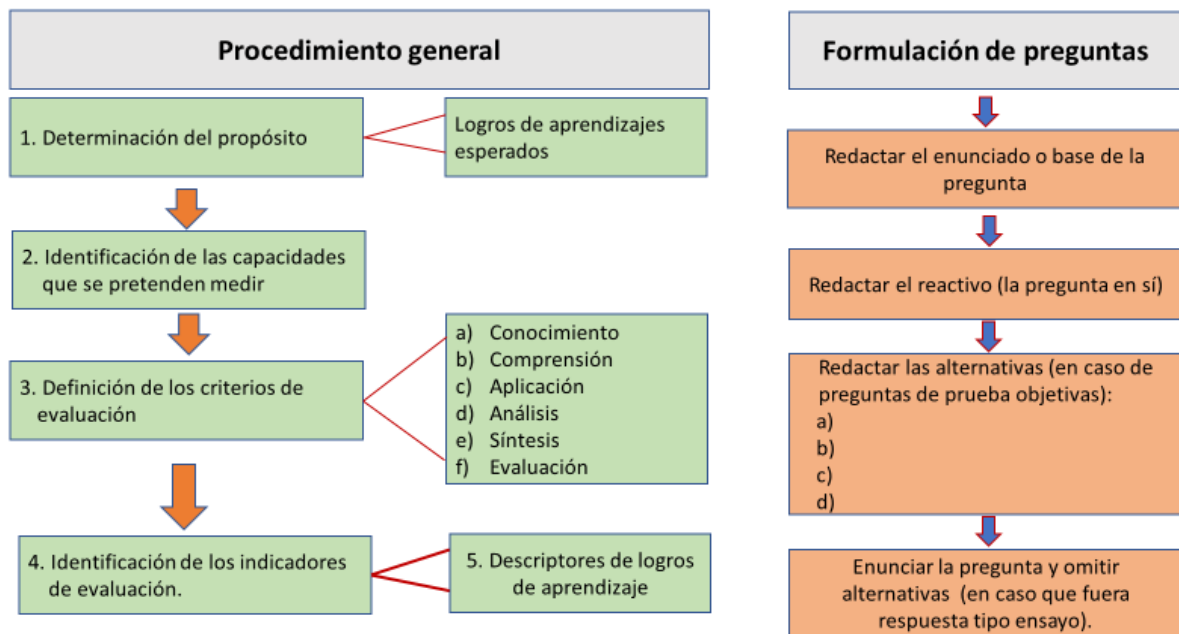 Procedimiento general
1. Determinación del propósito
Logros de aprendizajes
esperados
2. Identificación de las capacidades
que se pretenden medir
3. Definición de los criterios de
evaluación
a) Conocimiento
b) Comprensión
c) Aplicación
d) Análisis
e) Síntesis
f) Evaluación
4. Identificación de los indicadores
de evaluación.
5. Descriptores de logros
de aprendizaje
Formulación de preguntas
Redactar el enunciado o base de la
pregunta
Redactar el reactivo (la pregunta en sí)
Redactar las alternativas (en caso de
preguntas de prueba objetivas):
a)
b)
c)
d)
Enunciar la pregunta y omitir
alternativas (en caso que fuera
respuesta tipo ensayo).